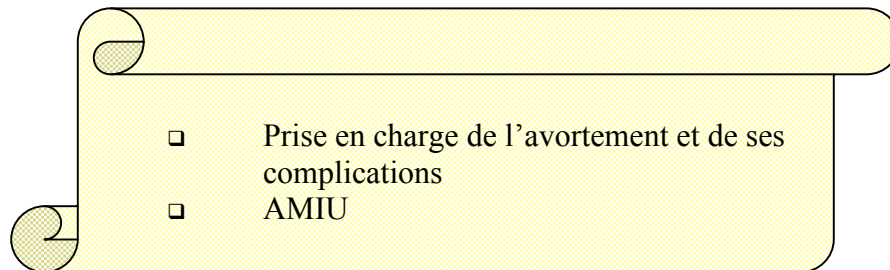 ❑ Prise en charge de l’avortement et de ses
complications
❑ AMIU